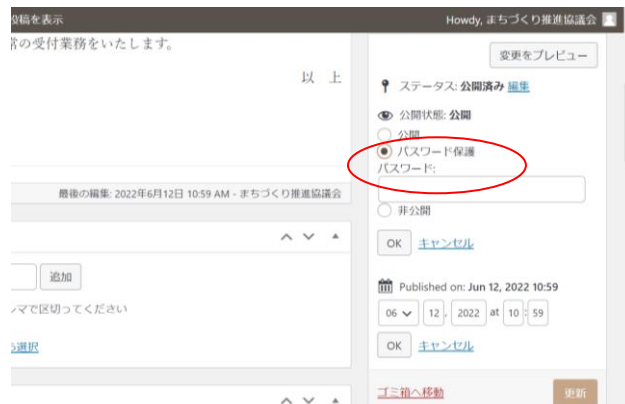 投稿を表示
Howdy, まちづくり推進協議会
常の受付業務をいたします。
以 上
最後の編集: 2022年6月12日 10:59 AM - まちづくり推進協議会
追加
ンマで区切ってください
ら選択
変更をプレビュー
ステータス: 公開済み 編集
公開状態: 公開
公開
パスワード保護
パスワード:
非公開
OK キャンセル
Published on: Jun 12, 2022 10:59
06 12 , 2022 at 10 : 59
OK キャンセル
ゴミ箱へ移動 更新